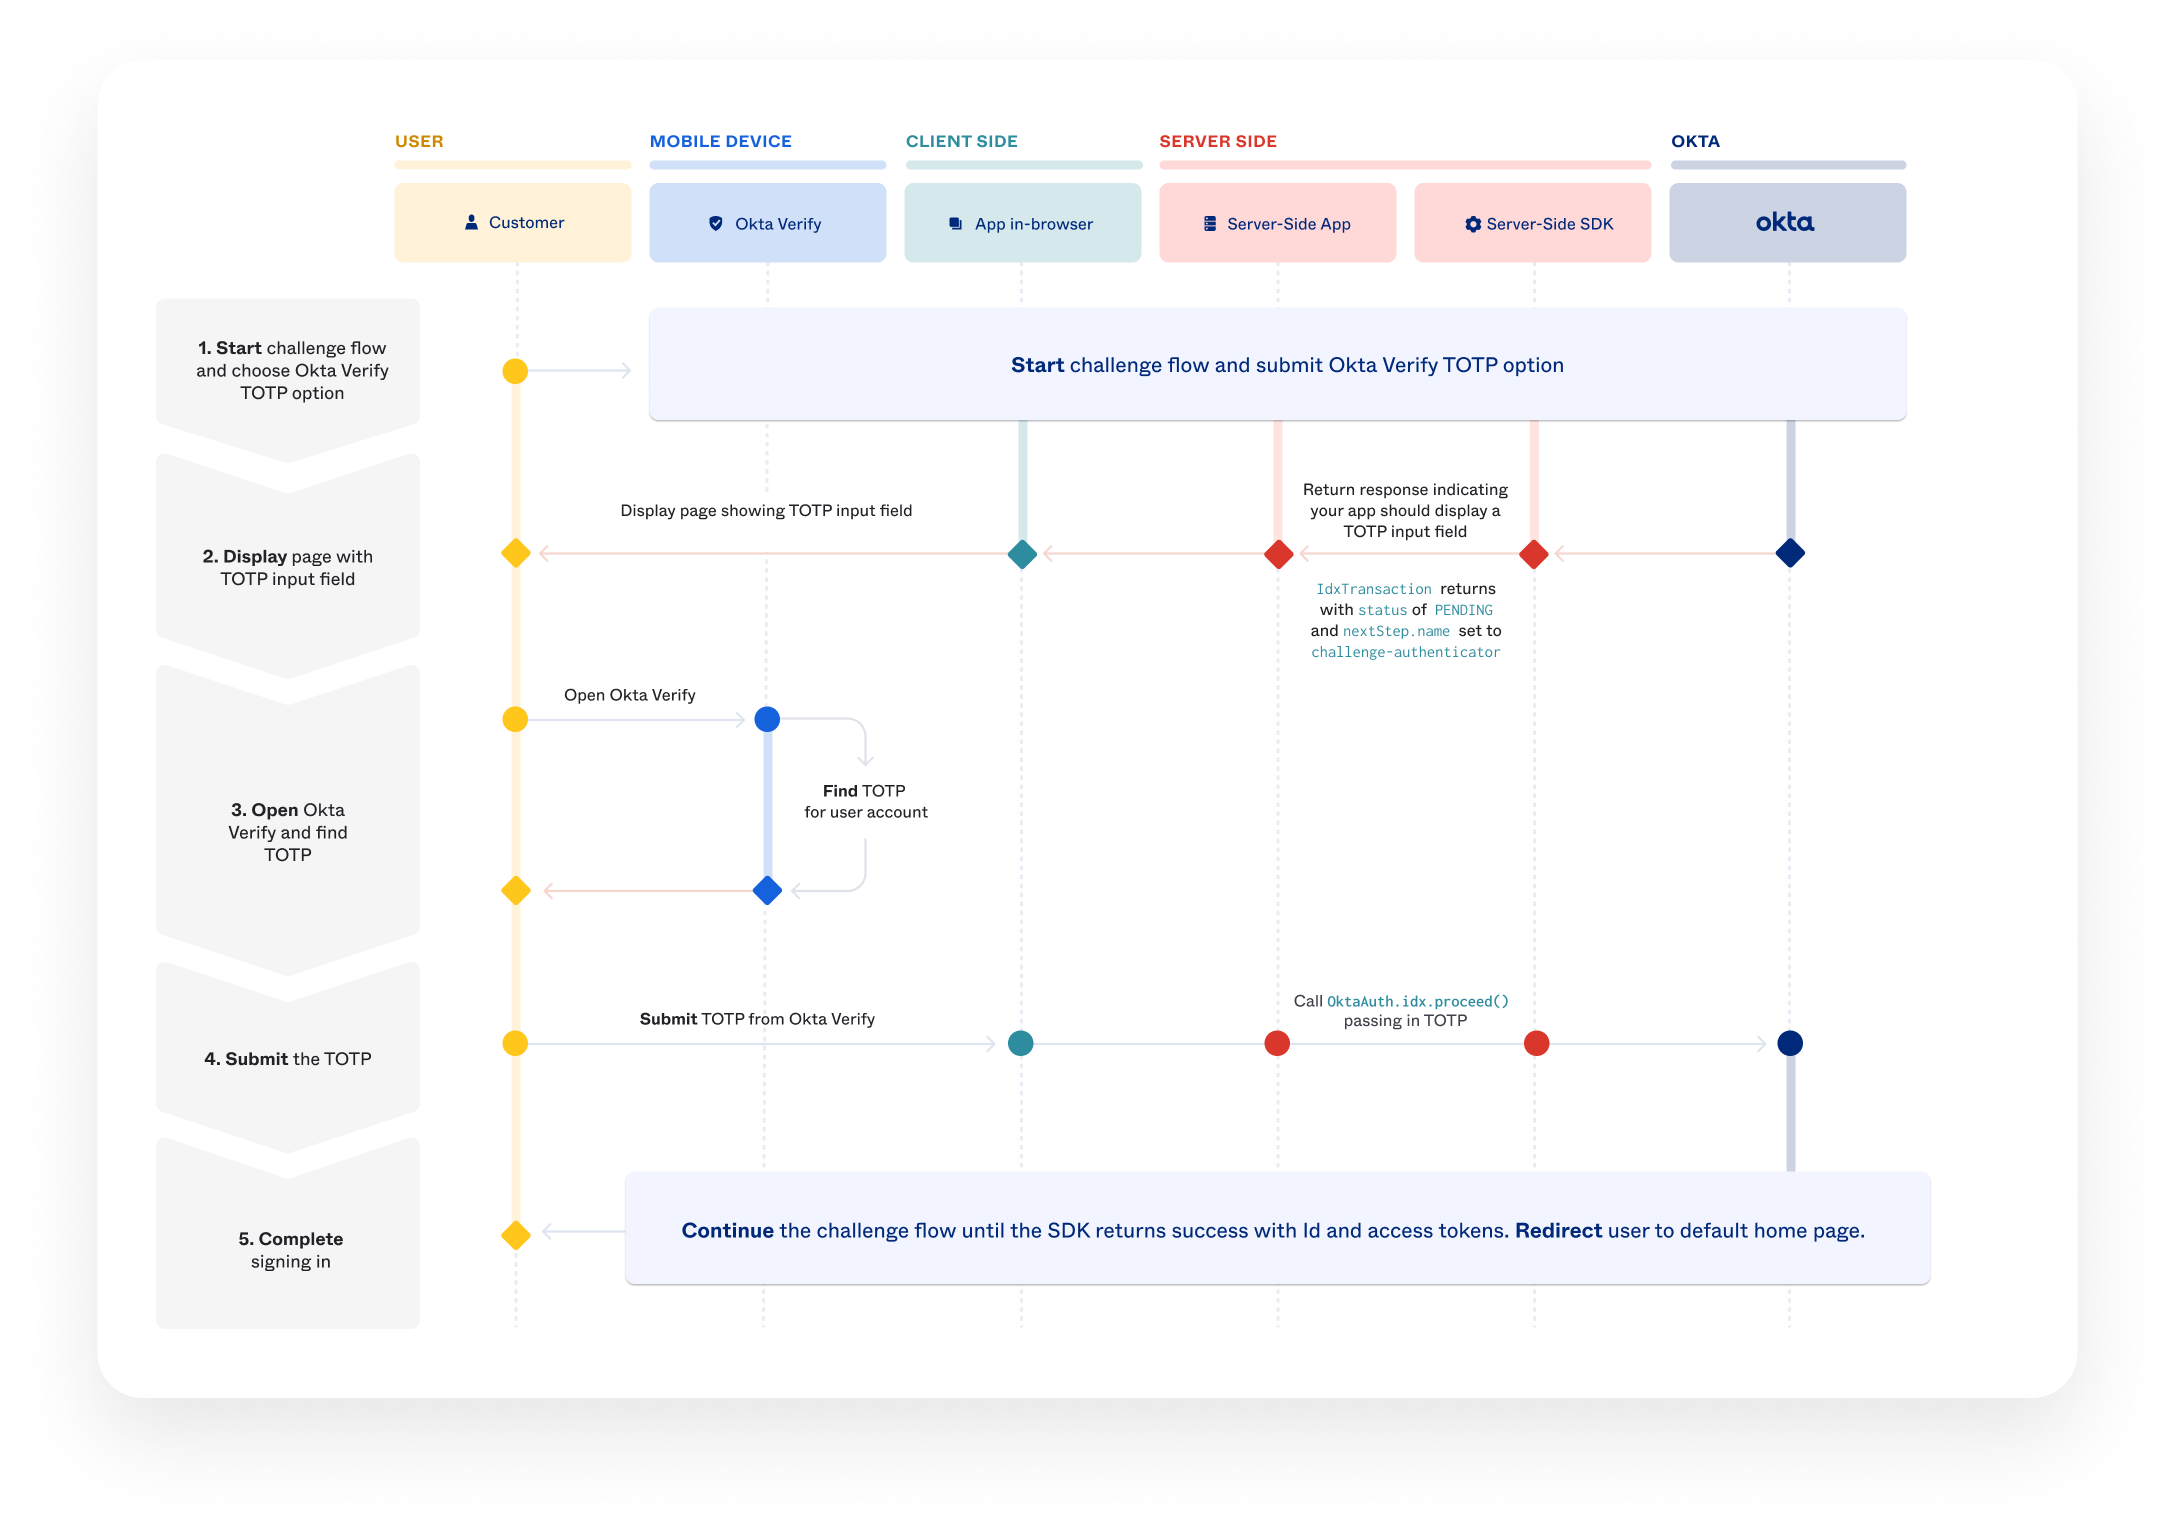 USER
MOBILE DEVICE
CLIENT SIDE
SERVER SIDE
OKTA
Customer
Okta Verify
App in-browser
Server-Side App
Server-Side SDK
okta
1. Start challenge flow
and choose Okta Verify
TOTP option
Start challenge flow and submit Okta Verify TOTP option
2. Display page with
TOTP input field
Display page showing TOTP input field
Return response indicating
your app should display a
TOTP input field
IdxTransaction returns
with status of PENDING
and nextStep.name set to
challenge-authenticator
3. Open Okta
Verify and find
TOTP
Open Okta Verify
Find TOTP
for user account
4. Submit the TOTP
Submit TOTP from Okta Verify
Call OktaAuth.idx.proceed()
passing in TOTP
5. Complete
signing in
Continue the challenge flow until the SDK returns success with Id and access tokens. Redirect user to default home page.